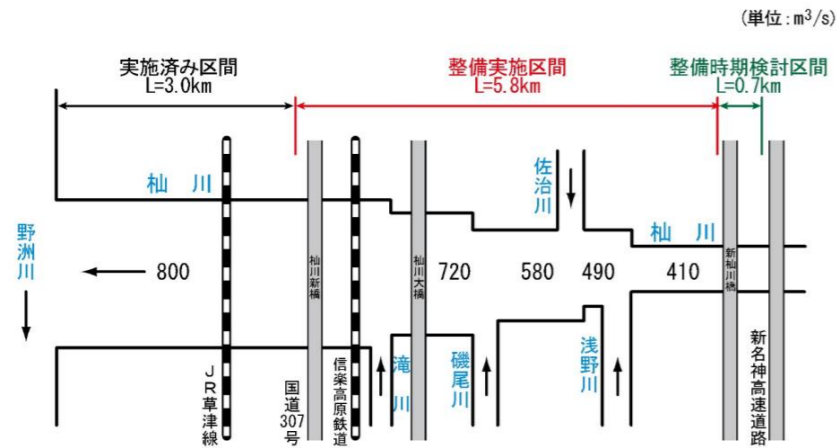 （単位：m³/s）
実施済み区間
L=3.0km
整備実施区間
L=5.8km
整備時期検討区間
L=0.7km
杣　川
佐治川
杣　川
野洲川
800
杣川新橋
杣川大橋
720
580
490
410
新杣川橋
JR草津線
国道307号
信楽高原鉄道
滝川
磯尾川
浅野川
新名神高速道路